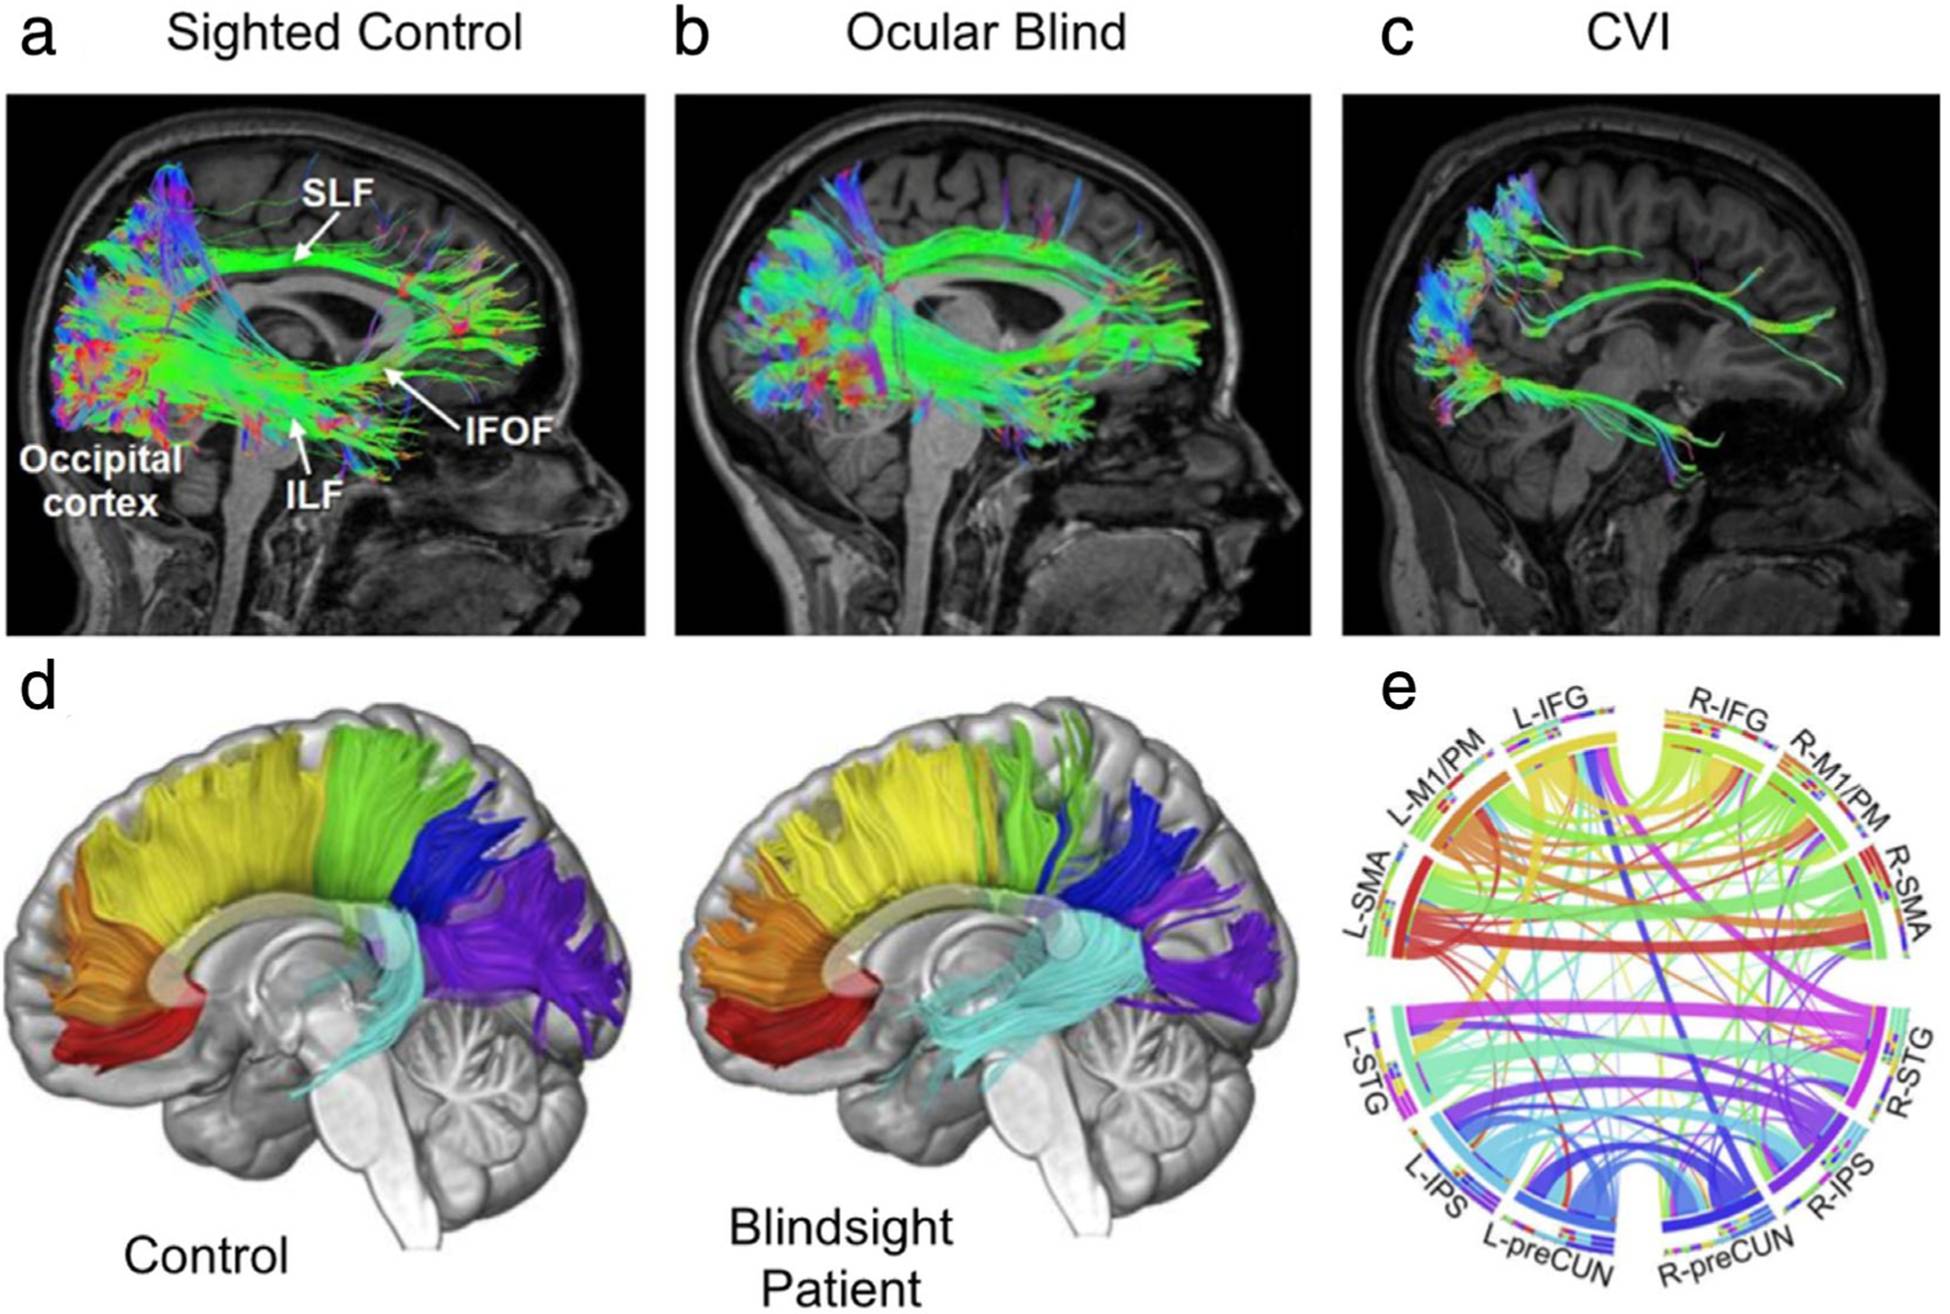 a Sighted Control
b Ocular Blind
c CVI
SLF
IFOF
Occipital
cortex
ILF
d
Control
Blindsight
Patient
e
L-IFG
R-IFG
L-M1/PM
R-M1/PM
L-SMA
R-SMA
L-STG
R-STG
L-IPS
R-IPS
L-preCUN
R-preCUN